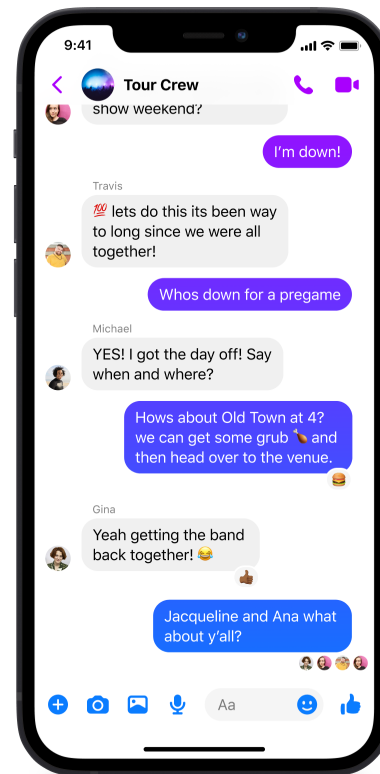 9:41
Tour Crew
show weekend?
I'm down!
Travis
💯 lets do this its been way
to long since we were all
together!
Whos down for a pregame
Michael
YES! I got the day off! Say
when and where?
Hows about Old Town at 4?
we can get some grub 🍗 and
then head over to the venue.
Gina
Yeah getting the band
back together! 😂
Jacqueline and Ana what
about y'all?
Aa